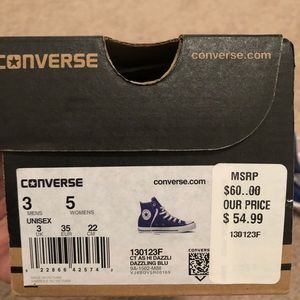 CONVERSE
converse.com
CONVERSE converse.com
3 5
MENS WOMENS
UNISEX
UK EUR CM
3 35 22
130123F
CT AS HI DAZZLI
DAZZLING BLU
MSRP
$60..00
OUR PRICE
$ 54.99
130123F